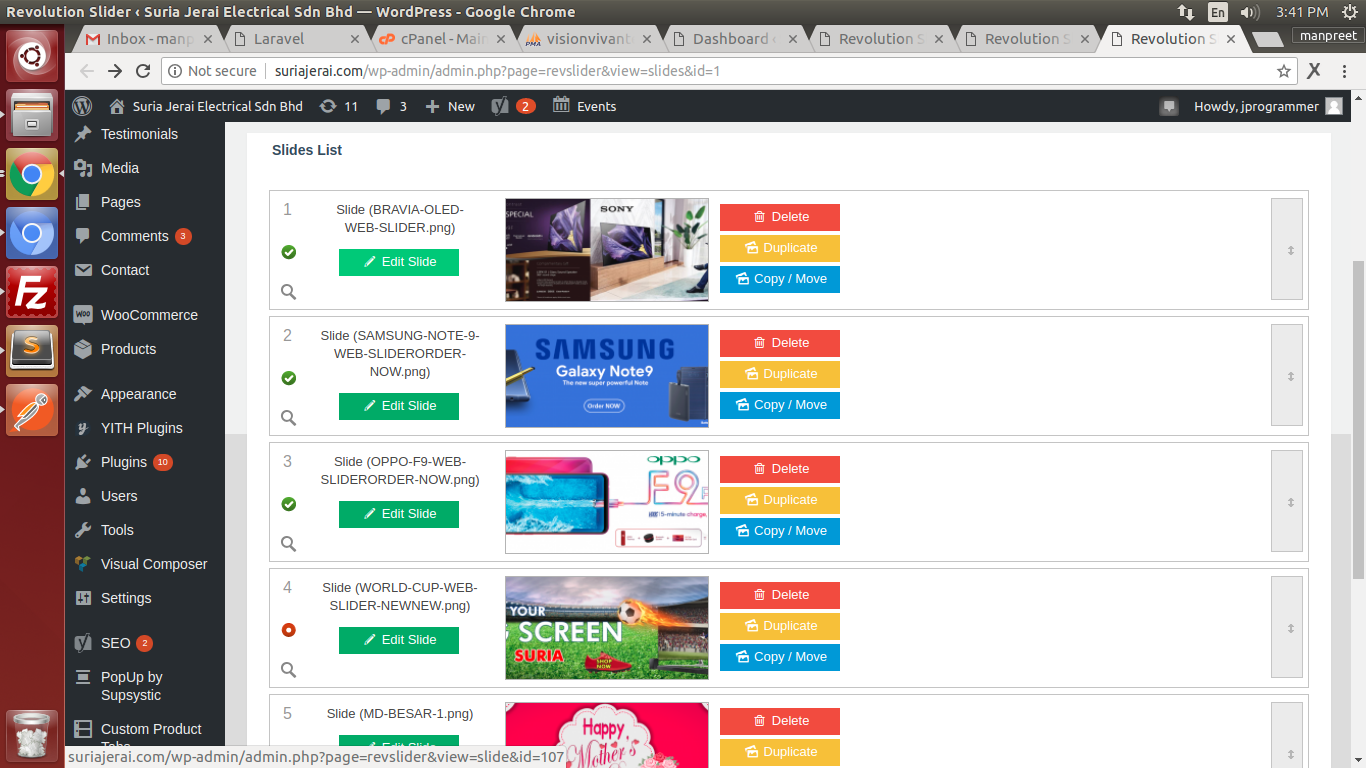 Revolution Slider ‹ Suria Jerai Electrical Sdn Bhd — WordPress - Google Chrome
En
3:41 PM
Inbox - manp
Laravel
cPanel - Main
PMA
visionvivant
Dashboard
Revolution S
Revolution S
Revolution S
manpreet
Not secure
suriajerai.com/wp-admin/admin.php?page=revslider&view=slides&id=1
Suria Jerai Electrical Sdn Bhd
11
3
New
2
Events
Howdy, jprogrammer
Testimonials
Media
Pages
Comments 3
Contact
WooCommerce
Products
Appearance
YITH Plugins
Plugins 10
Users
Tools
Visual Composer
Settings
SEO 2
PopUp by
Supsystic
Custom Product
Tabs
Slides List
1
Slide (BRAVIA-OLED-
WEB-SLIDER.png)
Edit Slide
SPECIAL
SONY
Delete
Duplicate
Copy / Move
2
Slide (SAMSUNG-NOTE-9-
WEB-SLIDERORDER-
NOW.png)
Edit Slide
SAMSUNG
Galaxy Note9
The new super powerful Note
Order NOW
Delete
Duplicate
Copy / Move
3
Slide (OPPO-F9-WEB-
SLIDERORDER-NOW.png)
Edit Slide
oppo
F9
5-minute charge,
Delete
Duplicate
Copy / Move
4
Slide (WORLD-CUP-WEB-
SLIDER-NEWNEW.png)
Edit Slide
YOUR
SCREEN
SURIA
SHOP
NOW
Delete
Duplicate
Copy / Move
5
Slide (MD-BESAR-1.png)
Edit Slide
Happy
Mother's
Delete
Duplicate
suriajerai.com/wp-admin/admin.php?page=revslider&view=slide&id=107